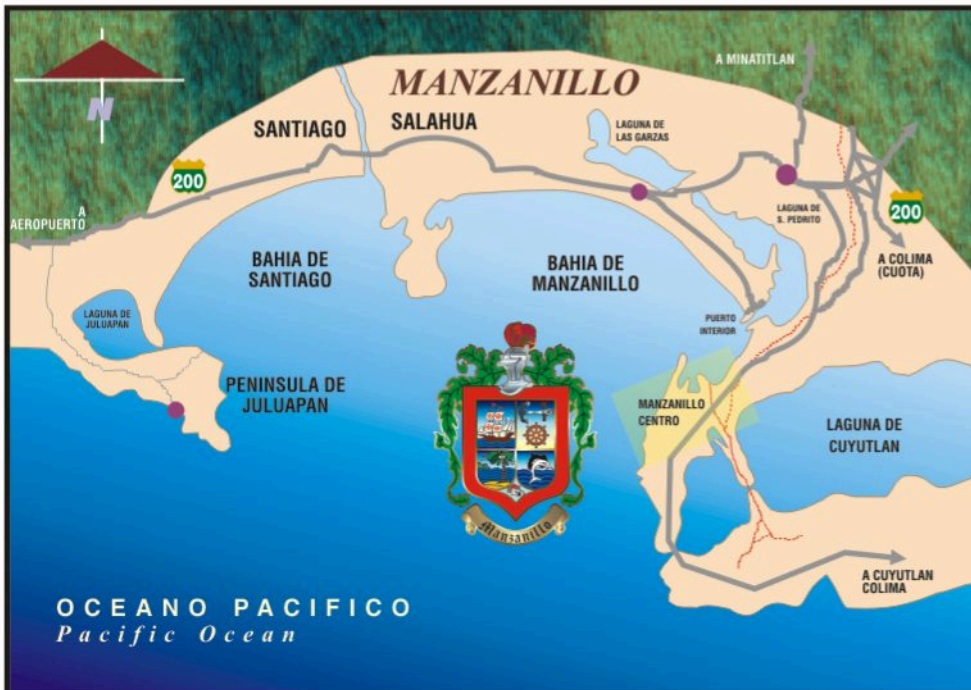 MANZANILLO
A MINATITLAN
N
SANTIAGO
SALAHUA
LAGUNA DE
LAS GARZAS
200
A
AEROPUERTO
LAGUNA DE
S. PEDRITO
200
A COLIMA
(CUOTA)
BAHIA DE
SANTIAGO
BAHIA DE
MANZANILLO
LAGUNA DE
JULUAPAN
PUERTO
INTERIOR
PENINSULA DE
JULUAPAN
MANZANILLO
CENTRO
LAGUNA DE
CUYUTLAN
Manzanillo
A CUYUTLAN
COLIMA
OCEANO PACIFICO
Pacific Ocean